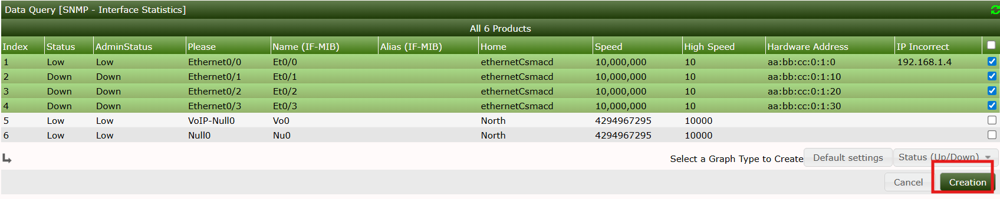 Data Query [SNMP - Interface Statistics]
All 6 Products
Index Status AdminStatus Please Name (IF-MIB) Alias (IF-MIB) Home Speed High Speed Hardware Address IP Incorrect
1 Low Low Ethernet0/0 Et0/0 ethernetCsmacd 10,000,000 10 aa:bb:cc:0:1:0 192.168.1.4
2 Down Down Ethernet0/1 Et0/1 ethernetCsmacd 10,000,000 10 aa:bb:cc:0:1:10
3 Down Down Ethernet0/2 Et0/2 ethernetCsmacd 10,000,000 10 aa:bb:cc:0:1:20
4 Down Down Ethernet0/3 Et0/3 ethernetCsmacd 10,000,000 10 aa:bb:cc:0:1:30
5 Low Low VoIP-Null0 Vo0 North 4294967295 10000
6 Low Low Null0 Nu0 North 4294967295 10000
Select a Graph Type to Create Default settings Status (Up/Down)
Cancel Creation